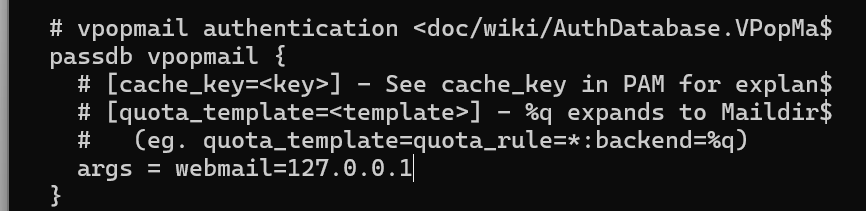 # vpopmail authentication <doc/wiki/AuthDatabase.VPopMa$
passdb vpopmail {
# [cache_key=<key>] - See cache_key in PAM for explan$
# [quota_template=<template>] - %q expands to Maildir$
#   (eg. quota_template=quota_rule=*:backend=%q)
args = webmail=127.0.0.1
}